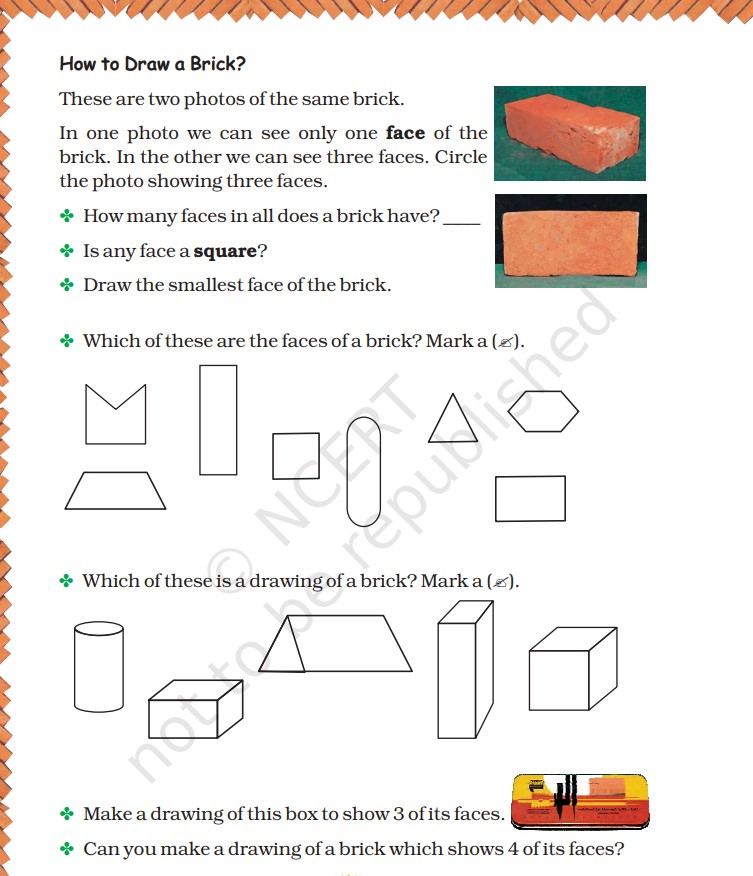 How to Draw a Brick?
These are two photos of the same brick.
In one photo we can see only one face of the
brick. In the other we can see three faces. Circle
the photo showing three faces.
✤ How many faces in all does a brick have? ____
✤ Is any face a square?
✤ Draw the smallest face of the brick.
✤ Which of these are the faces of a brick? Mark a (✍).
✤ Which of these is a drawing of a brick? Mark a (✍).
✤ Make a drawing of this box to show 3 of its faces.
✤ Can you make a drawing of a brick which shows 4 of its faces?
© NCERT
not to be republished